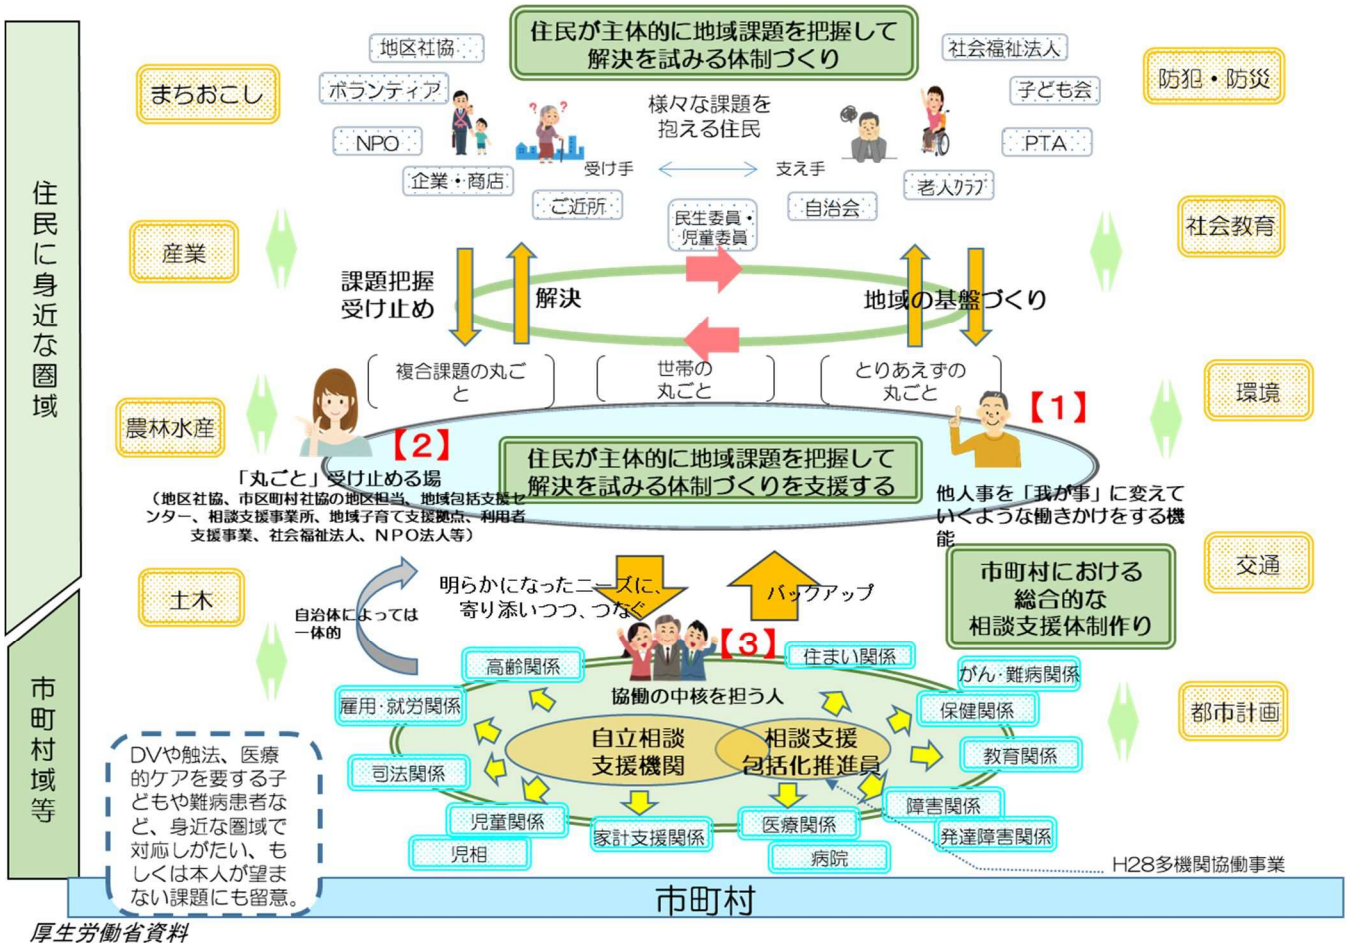 住民が主体的に地域課題を把握して
解決を試みる体制づくり
地区社協
社会福祉法人
まちおこし
ボランティア
様々な課題を
抱える住民
子ども会
防犯・防災
NPO
PTA
企業・商店
受け手
支え手
老人クラブ
ご近所
民生委員・
児童委員
自治会
住民に身近な圏域
産業
社会教育
課題把握
受け止め
解決
地域の基盤づくり
複合課題の丸ご
と
世帯の
丸ごと
とりあえずの
丸ごと
【1】
環境
農林水産
【2】
住民が主体的に地域課題を把握して
解決を試みる体制づくりを支援する
「丸ごと」受け止める場
（地区社協、市区町村社協の地区担当、地域包括支援セ
ンター、相談支援事業所、地域子育て支援拠点、利用者
支援事業、社会福祉法人、NPO法人等）
他人事を「我が事」に変えて
いくような働きかけをする機
能
交通
土木
自治体によっては
一体的
明らかになったニーズに、
寄り添いつつ、つなぐ
バックアップ
市町村における
総合的な
相談支援体制作り
【3】
市町村域等
高齢関係
住まい関係
がん・難病関係
雇用・就労関係
協働の中核を担う人
保健関係
都市計画
自立相談
支援機関
相談支援
包括化推進員
教育関係
司法関係
DVや触法、医療
的ケアを要する子
どもや難病患者な
ど、身近な圏域で
対応しがたい、も
しくは本人が望ま
ない課題にも留意。
児童関係
児相
家計支援関係
医療関係
病院
障害関係
発達障害関係
H28多機関協働事業
市町村
厚生労働省資料